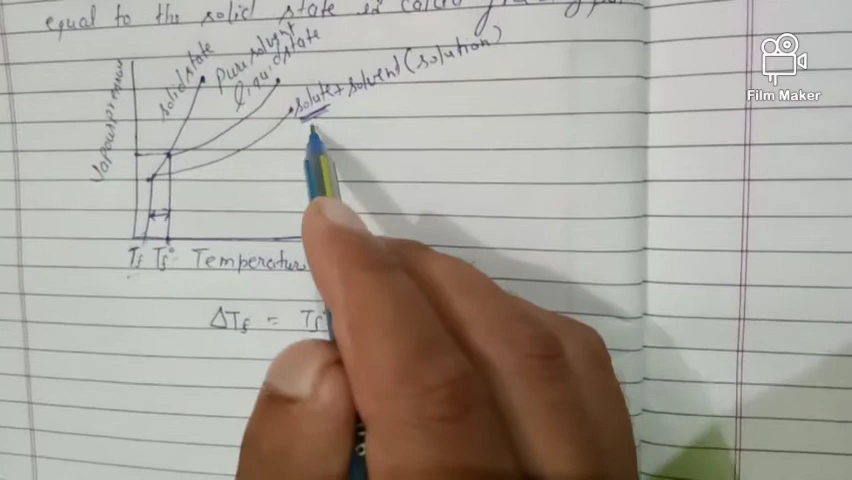 equal to the solid state is called
Vapour pressure
solid state
Pure solvent
liquid state
solute + solvent (solution)
Tf Tf°
Temperature
ΔTf = Tf°
Film Maker